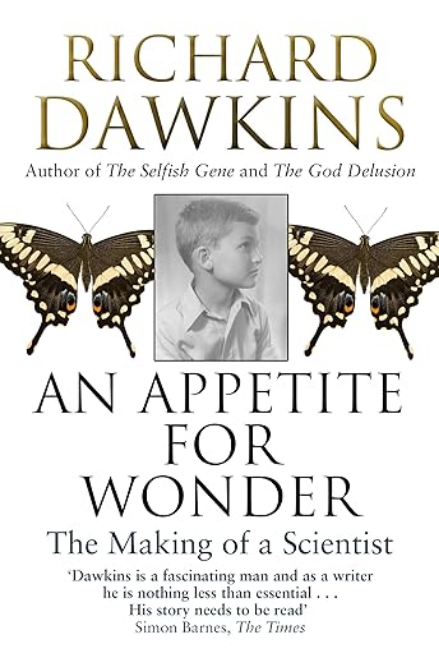 RICHARD
DAWKINS
Author of The Selfish Gene and The God Delusion
AN APPETITE
FOR
WONDER
The Making of a Scientist
‘Dawkins is a fascinating man and as a writer
he is nothing less than essential . . .
His story needs to be read’
Simon Barnes, The Times